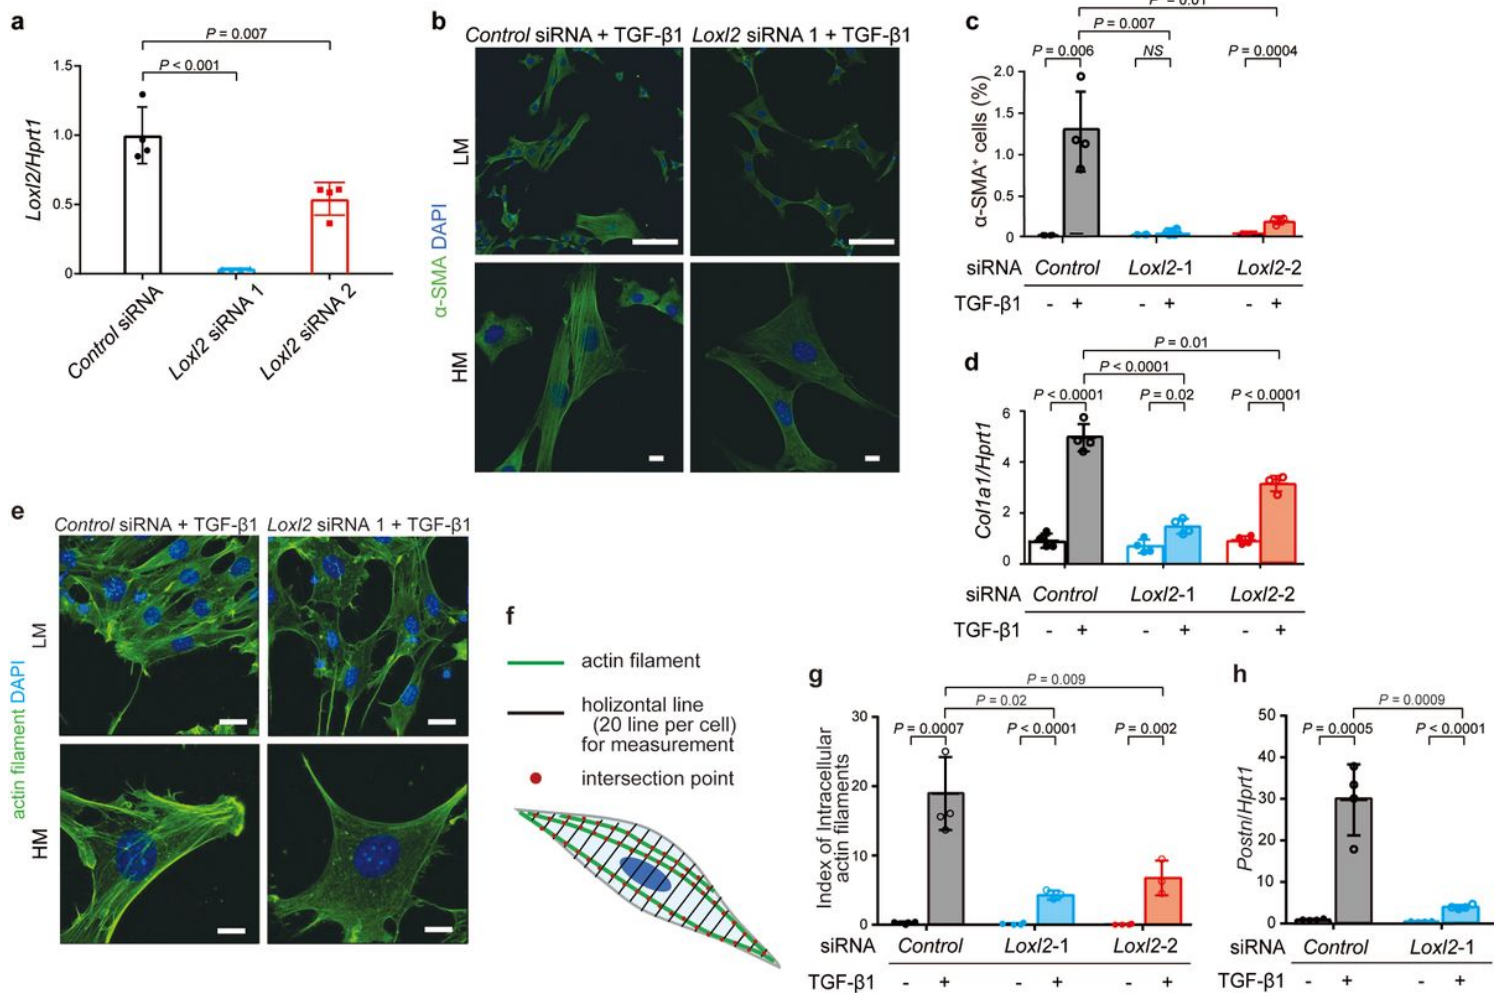 a
P = 0.007
P < 0.001
1.5
1.0
0.5
0
Loxl2/Hprt1
Control siRNA
Loxl2 siRNA 1
Loxl2 siRNA 2
b
Control siRNA + TGF-β1 Loxl2 siRNA 1 + TGF-β1
α-SMA DAPI
LM
HM
c
P = 0.01
P = 0.007
P = 0.006 NS P = 0.0004
α-SMA⁺ cells (%)
2.0
1.5
1.0
0.5
0
siRNA Control Loxl2-1 Loxl2-2
TGF-β1 - + - + - +
d
P = 0.01
P < 0.0001
P < 0.0001 P = 0.02 P < 0.0001
Col1a1/Hprt1
6
4
2
0
siRNA Control Loxl2-1 Loxl2-2
TGF-β1 - + - + - +
e
Control siRNA + TGF-β1 Loxl2 siRNA 1 + TGF-β1
actin filament DAPI
LM
HM
f
actin filament
holizontal line
(20 line per cell)
for measurement
intersection point
g
P = 0.009
P = 0.02
P = 0.0007 P < 0.0001 P = 0.002
Index of Intracellular
actin filaments
30
20
10
0
siRNA Control Loxl2-1 Loxl2-2
TGF-β1 - + - + - +
h
P = 0.0009
P = 0.0005 P < 0.0001
Postn/Hprt1
50
40
30
20
10
0
siRNA Control Loxl2-1
TGF-β1 - + - +